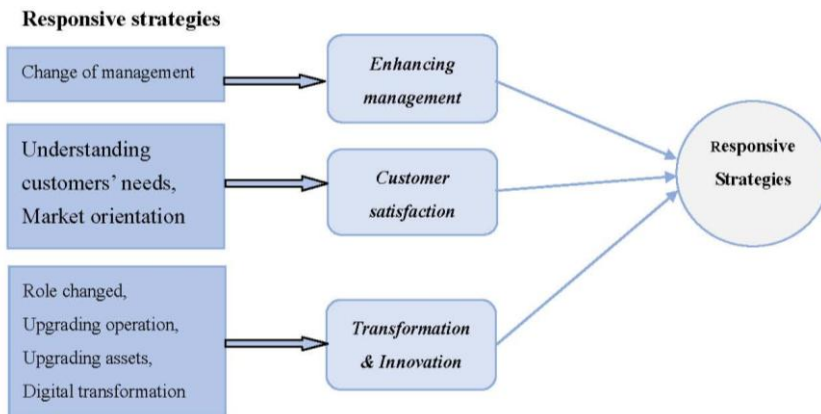 Responsive strategies
Change of management
Enhancing
management
Understanding
customers’ needs,
Market orientation
Customer
satisfaction
Role changed,
Upgrading operation,
Upgrading assets,
Digital transformation
Transformation
& Innovation
Responsive
Strategies